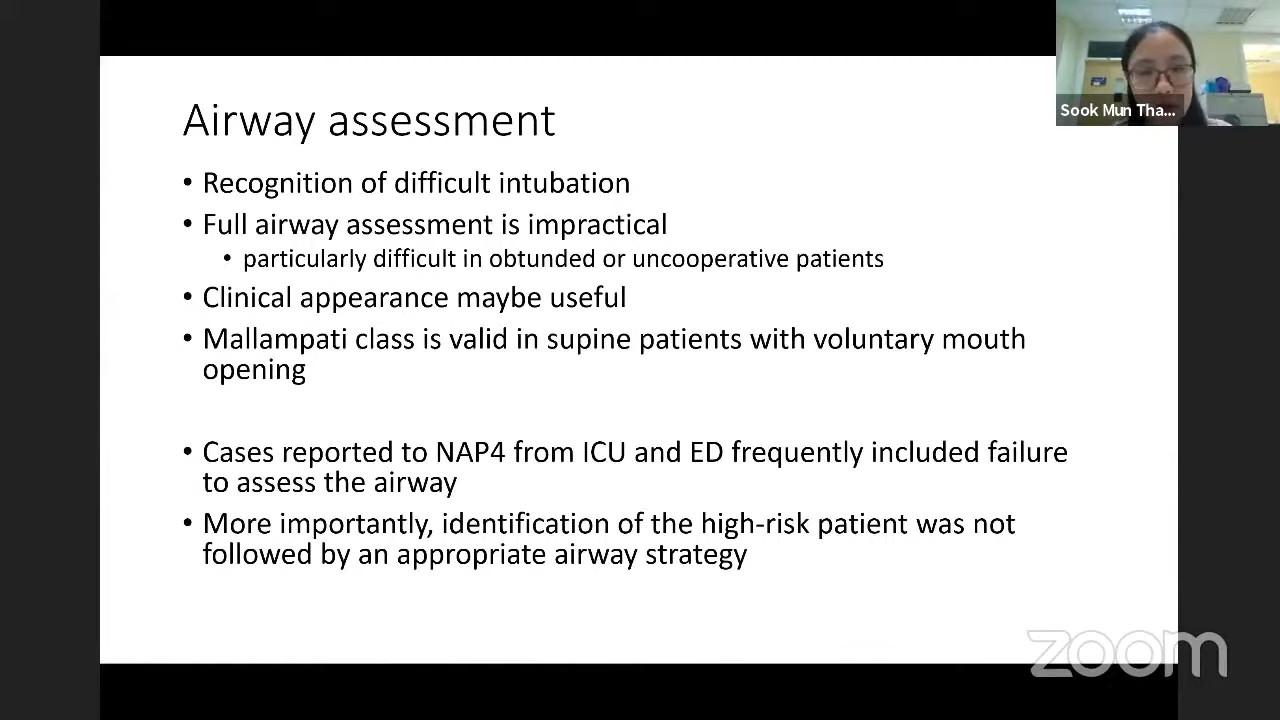 Airway assessment
• Recognition of difficult intubation
• Full airway assessment is impractical
• particularly difficult in obtunded or uncooperative patients
• Clinical appearance maybe useful
• Mallampati class is valid in supine patients with voluntary mouth
opening
• Cases reported to NAP4 from ICU and ED frequently included failure
to assess the airway
• More importantly, identification of the high-risk patient was not
followed by an appropriate airway strategy
Sook Mun Tha...
zoom